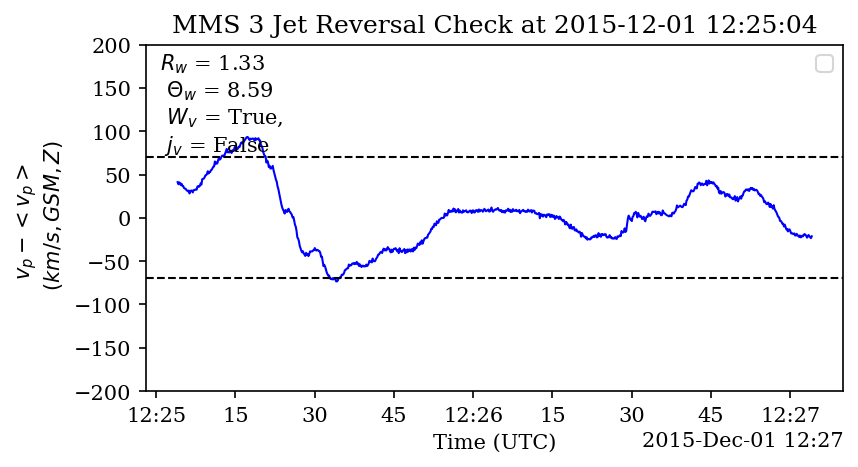 MMS 3 Jet Reversal Check at 2015-12-01 12:25:04
R_w = 1.33
Θ_w = 8.59
W_v = True,
j_v = False
v_p − < v_p >
(km/s, GSM, Z)
200
150
100
50
0
−50
−100
−150
−200
12:25 15 30 45 12:26 15 30 45 12:27
Time (UTC)
2015-Dec-01 12:27